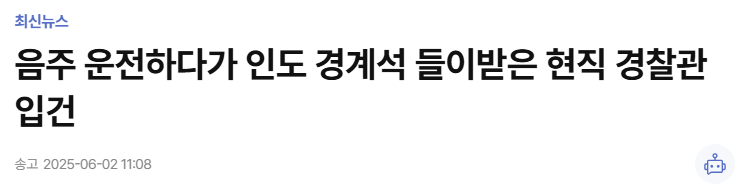 최신뉴스
음주 운전하다가 인도 경계석 들이받은 현직 경찰관
입건
송고 2025-06-02 11:08